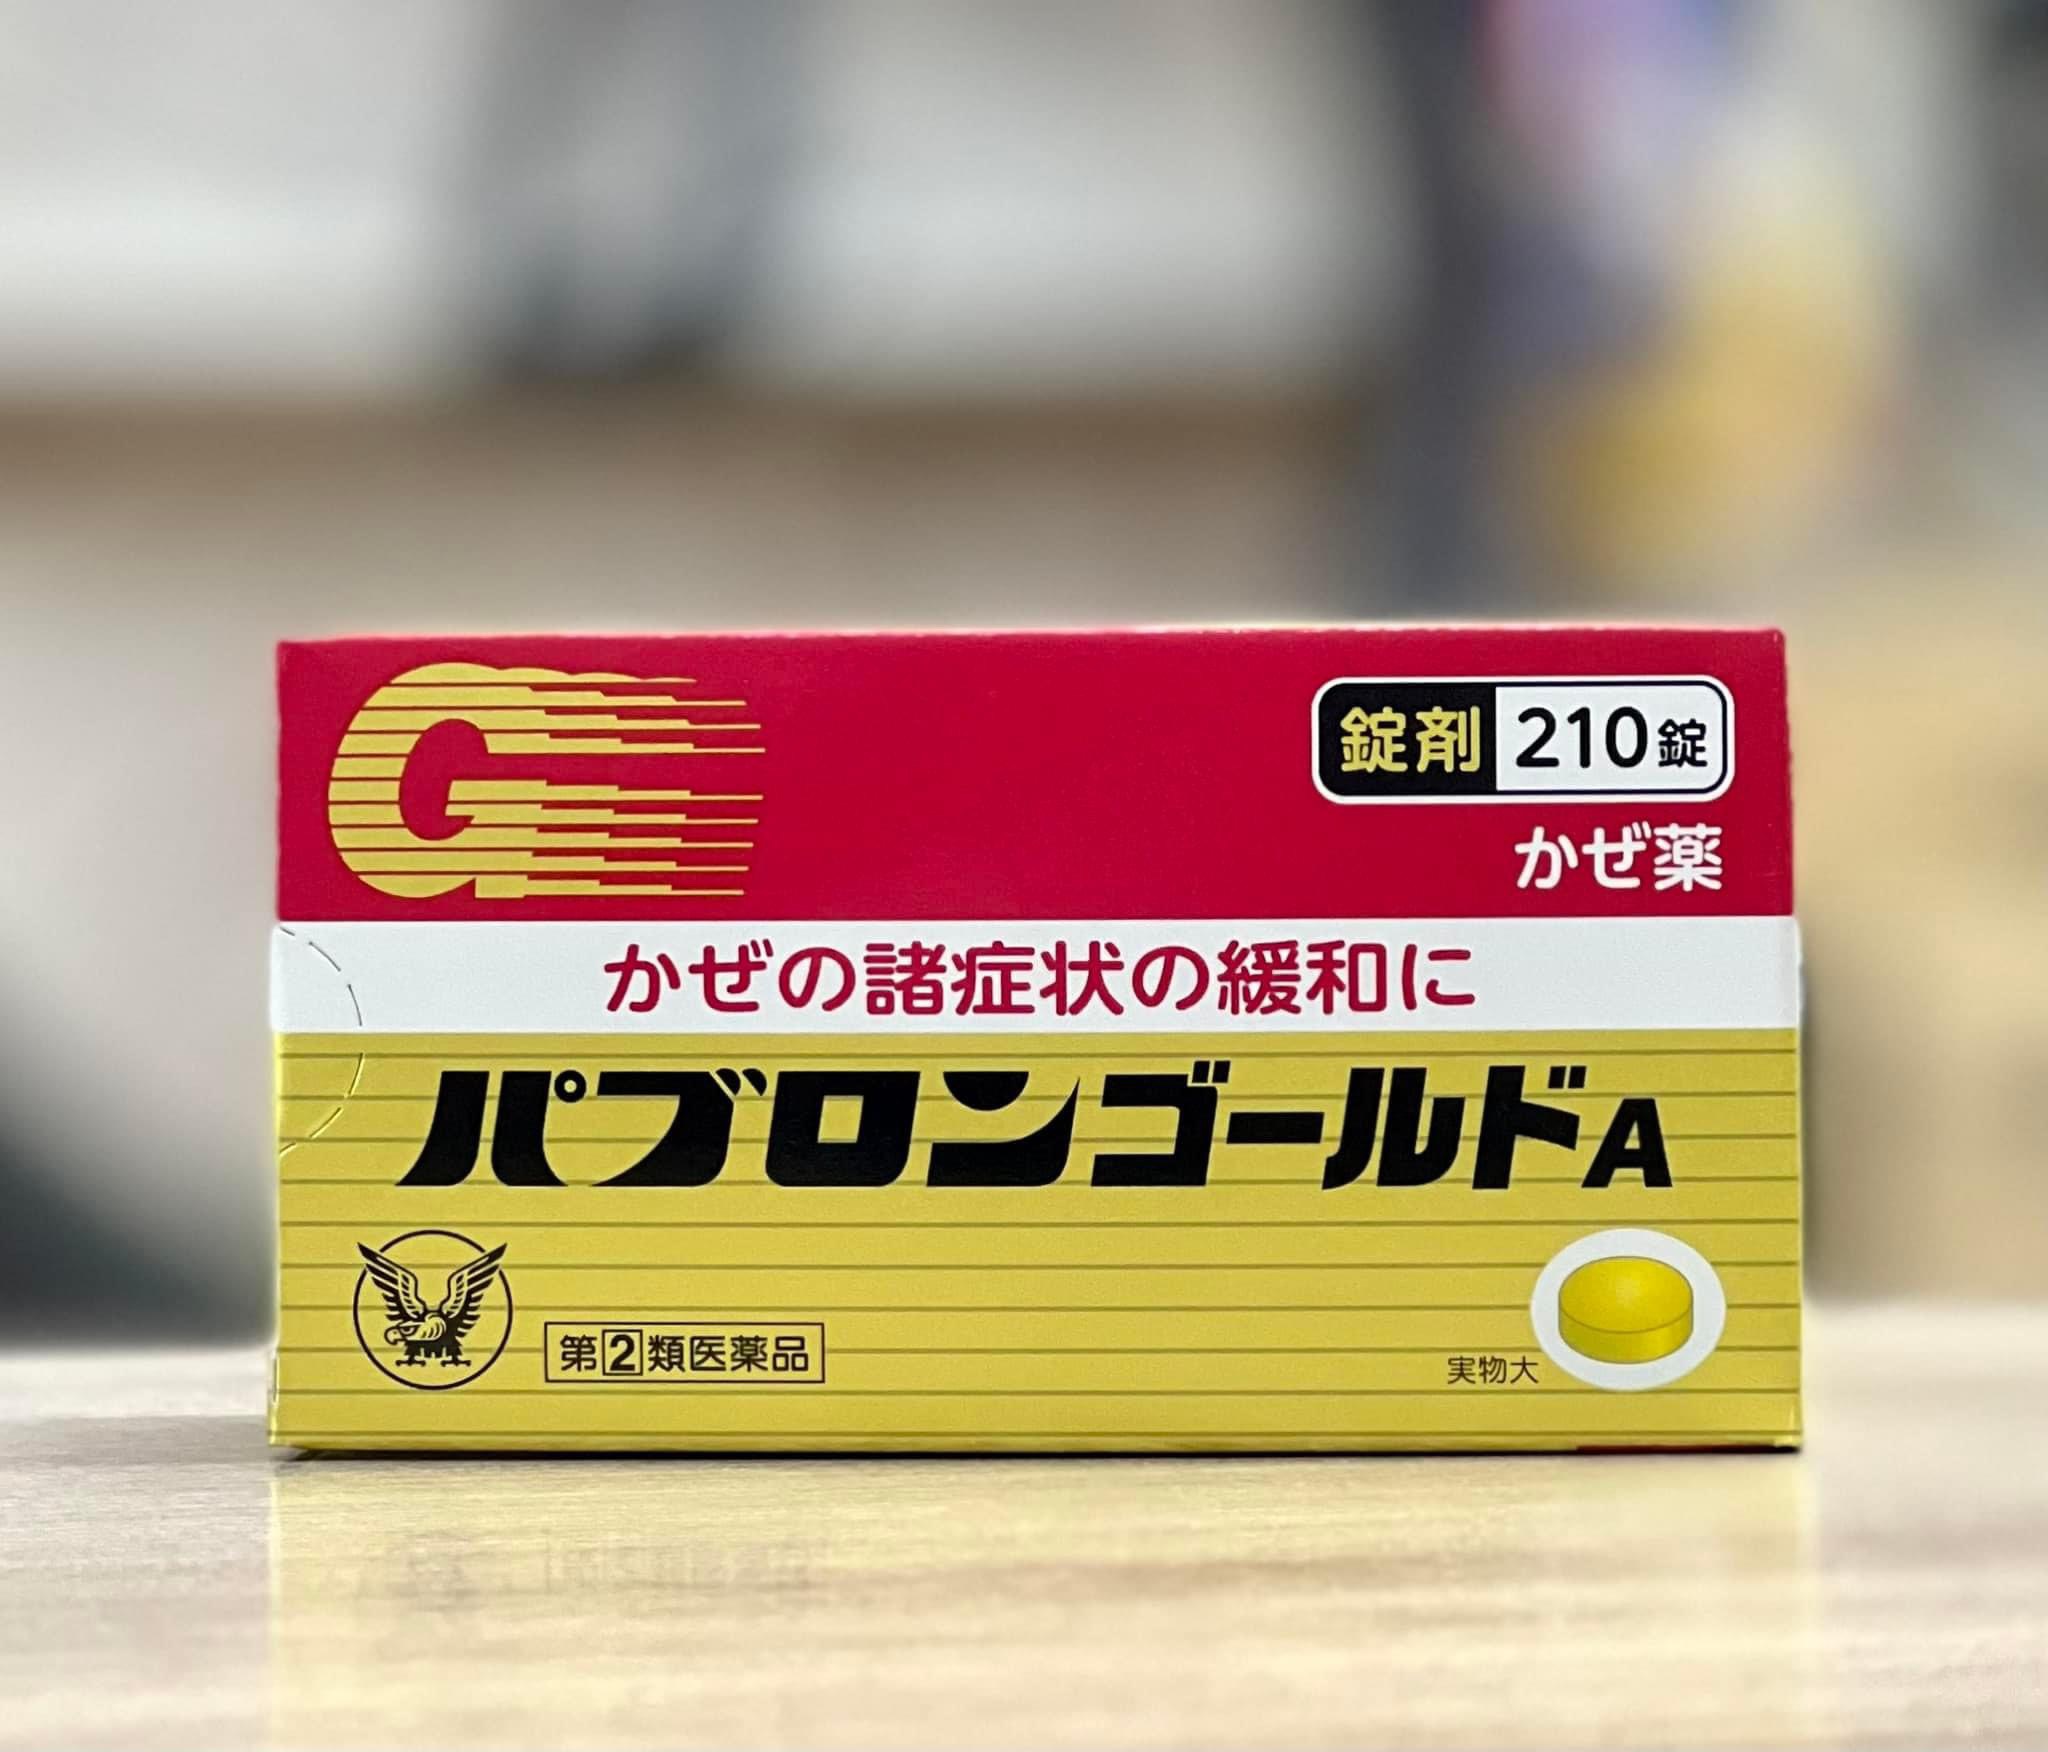 G
錠剤 210錠
かぜ薬
かぜの諸症状の緩和に
パブロンゴールドA
第2類医薬品
実物大